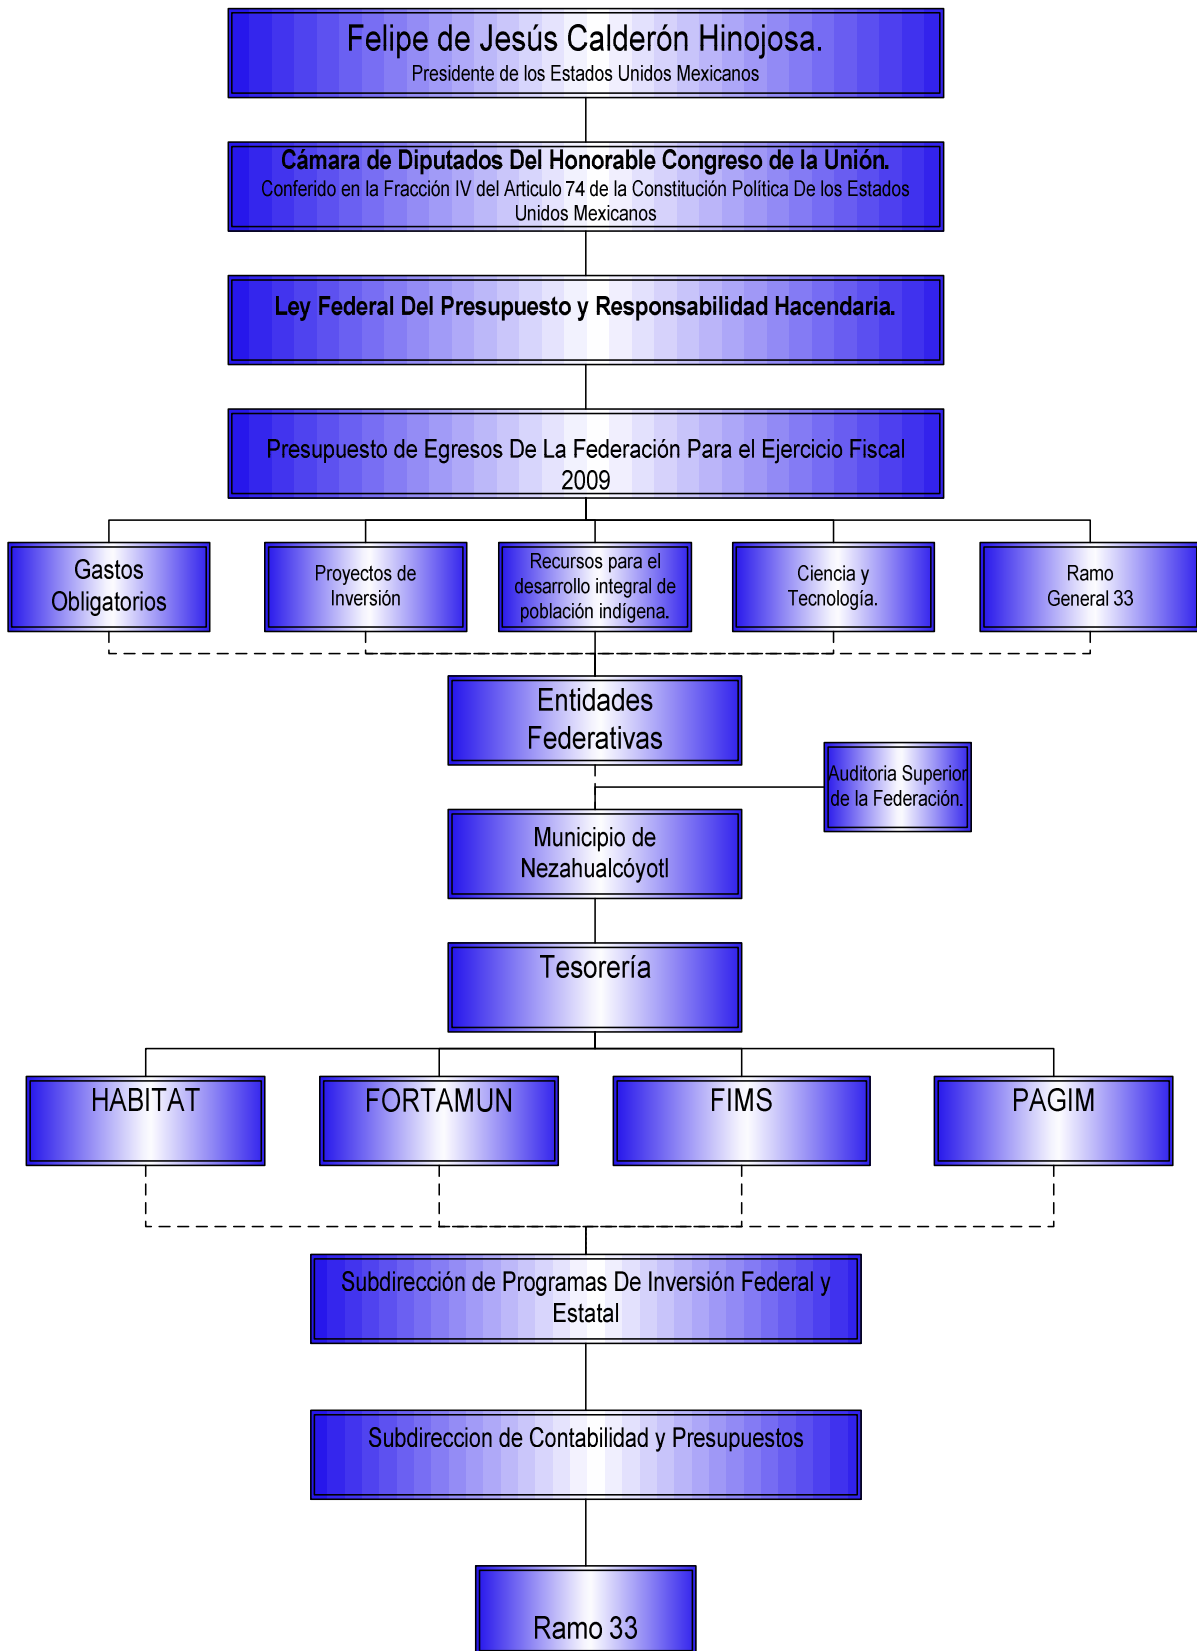 Felipe de Jesús Calderón Hinojosa.
Presidente de los Estados Unidos Mexicanos
Cámara de Diputados Del Honorable Congreso de la Unión.
Conferido en la Fracción IV del Articulo 74 de la Constitución Política De los Estados
Unidos Mexicanos
Ley Federal Del Presupuesto y Responsabilidad Hacendaria.
Presupuesto de Egresos De La Federación Para el Ejercicio Fiscal
2009
Gastos
Obligatorios
Proyectos de
Inversión
Recursos para el
desarrollo integral de
población indígena.
Ciencia y
Tecnología.
Ramo
General 33
Entidades
Federativas
Auditoria Superior
de la Federación.
Municipio de
Nezahualcóyotl
Tesorería
HABITAT
FORTAMUN
FIMS
PAGIM
Subdirección de Programas De Inversión Federal y
Estatal
Subdireccion de Contabilidad y Presupuestos
Ramo 33